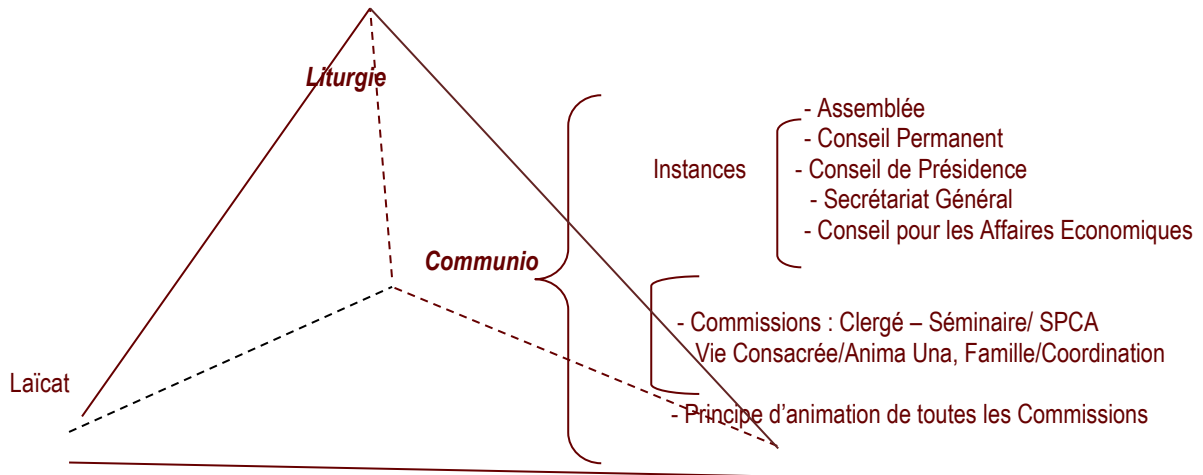 Liturgie
- Assemblée
- Conseil Permanent
Instances
- Conseil de Présidence
- Secrétariat Général
- Conseil pour les Affaires Economiques
Communio
- Commissions : Clergé – Séminaire/ SPCA
Vie Consacrée/Anima Una, Famille/Coordination
Laïcat
- Principe d’animation de toutes les Commissions